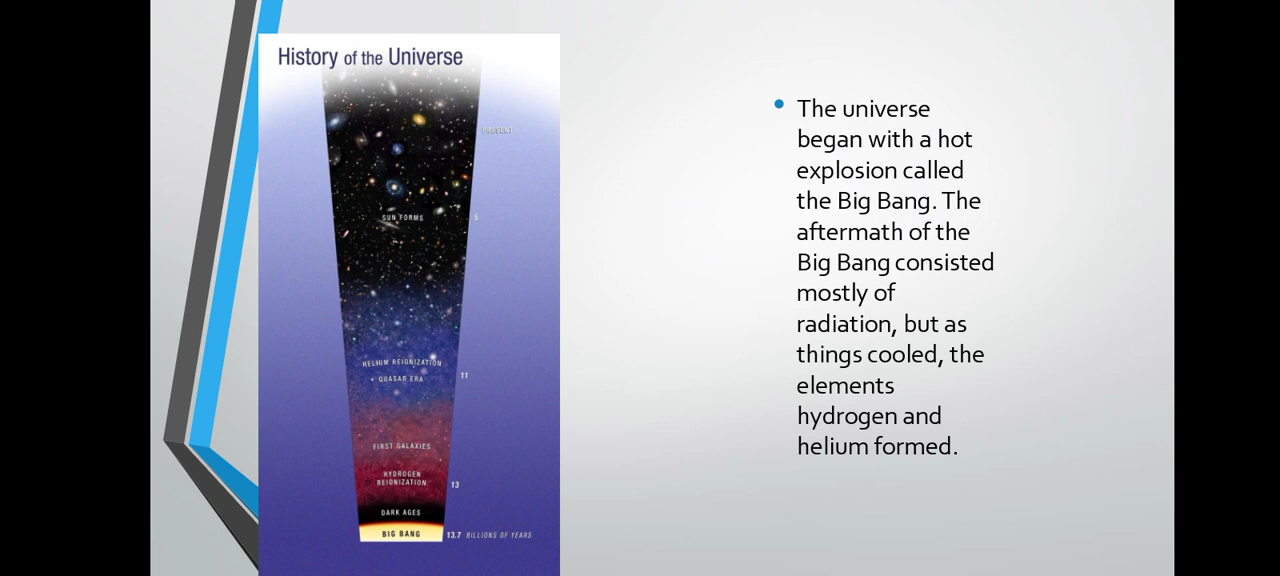 History of the Universe
PRESENT
SUN FORMS
5
HELIUM REIONIZATION
QUASAR ERA
11
FIRST GALAXIES
HYDROGEN
REIONIZATION
13
DARK AGES
BIG BANG
13.7 BILLIONS OF YEARS
• The universe
began with a hot
explosion called
the Big Bang. The
aftermath of the
Big Bang consisted
mostly of
radiation, but as
things cooled, the
elements
hydrogen and
helium formed.